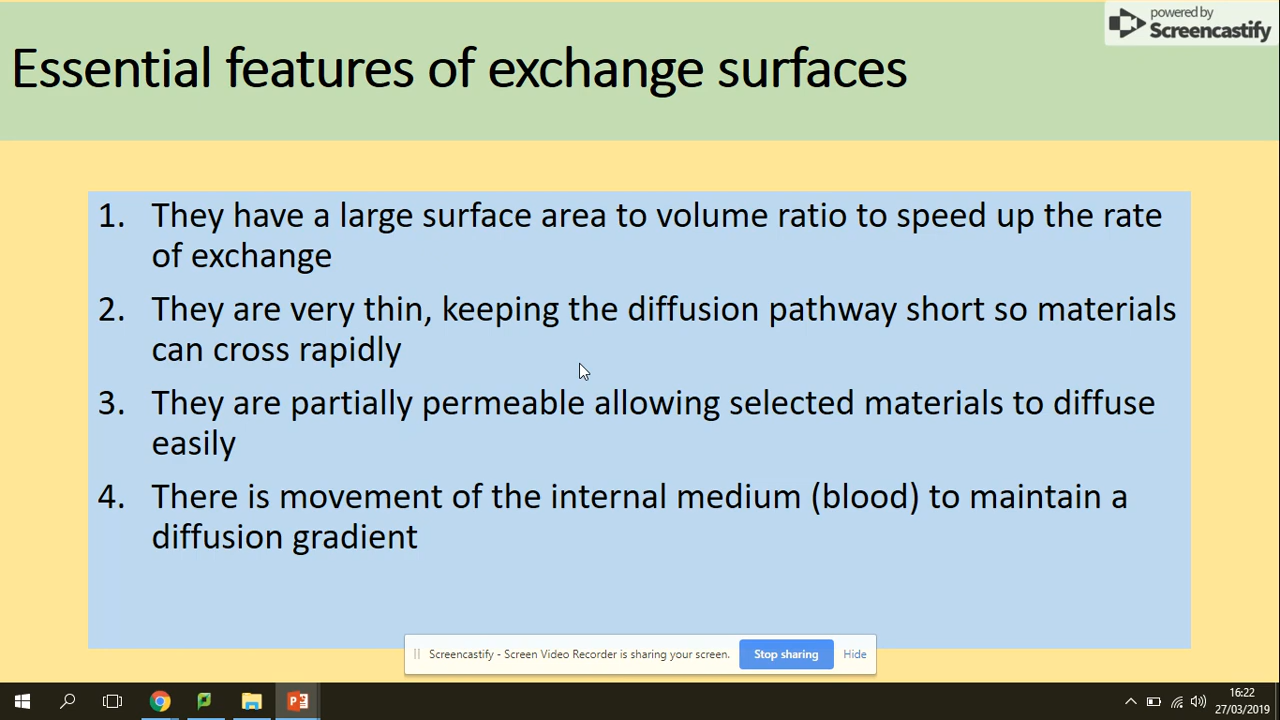 powered by
Screencastify
Essential features of exchange surfaces
1. They have a large surface area to volume ratio to speed up the rate
of exchange
2. They are very thin, keeping the diffusion pathway short so materials
can cross rapidly
3. They are partially permeable allowing selected materials to diffuse
easily
4. There is movement of the internal medium (blood) to maintain a
diffusion gradient
Screencastify - Screen Video Recorder is sharing your screen. Stop sharing Hide
16:22
27/03/2019